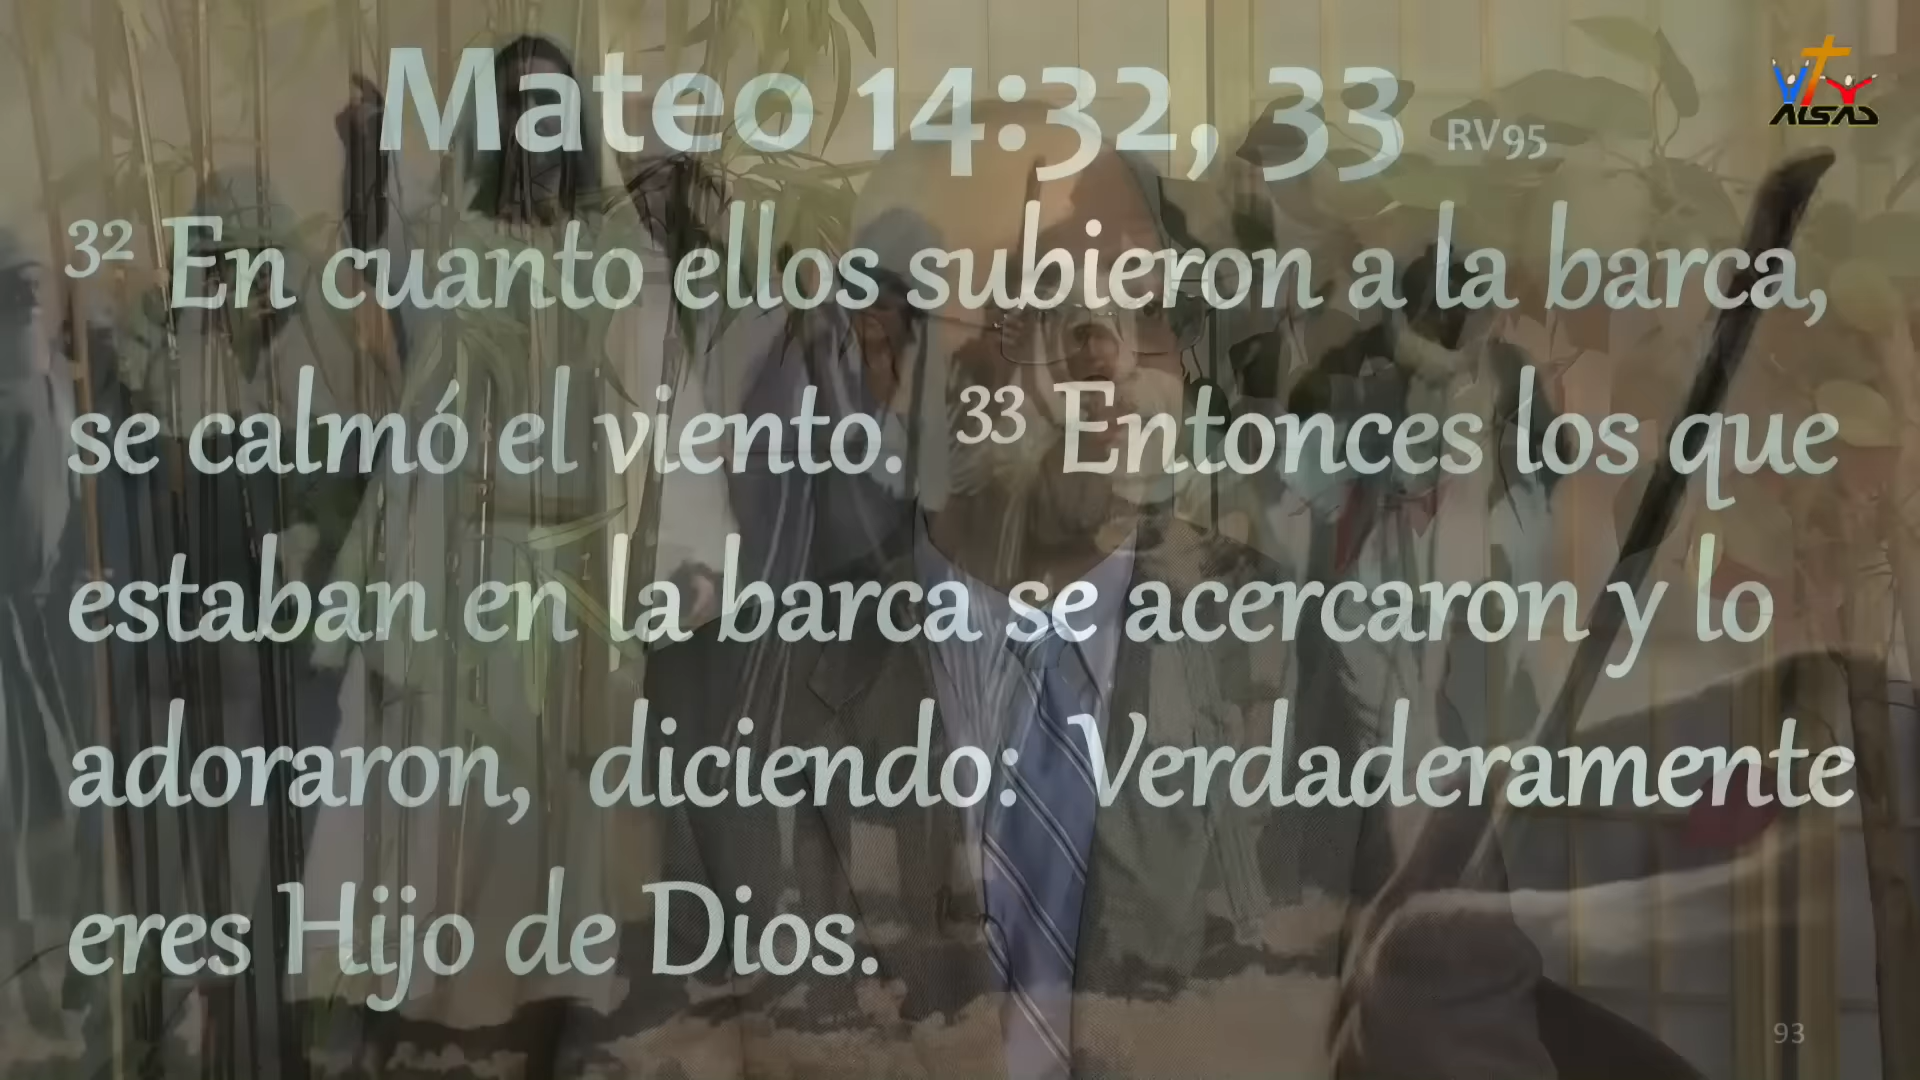 Mateo 14:32, 33 RV95
32 En cuanto ellos subieron a la barca,
se calmó el viento. 33 Entonces los que
estaban en la barca se acercaron y lo
adoraron, diciendo: Verdaderamente
eres Hijo de Dios.
ALSAD
93